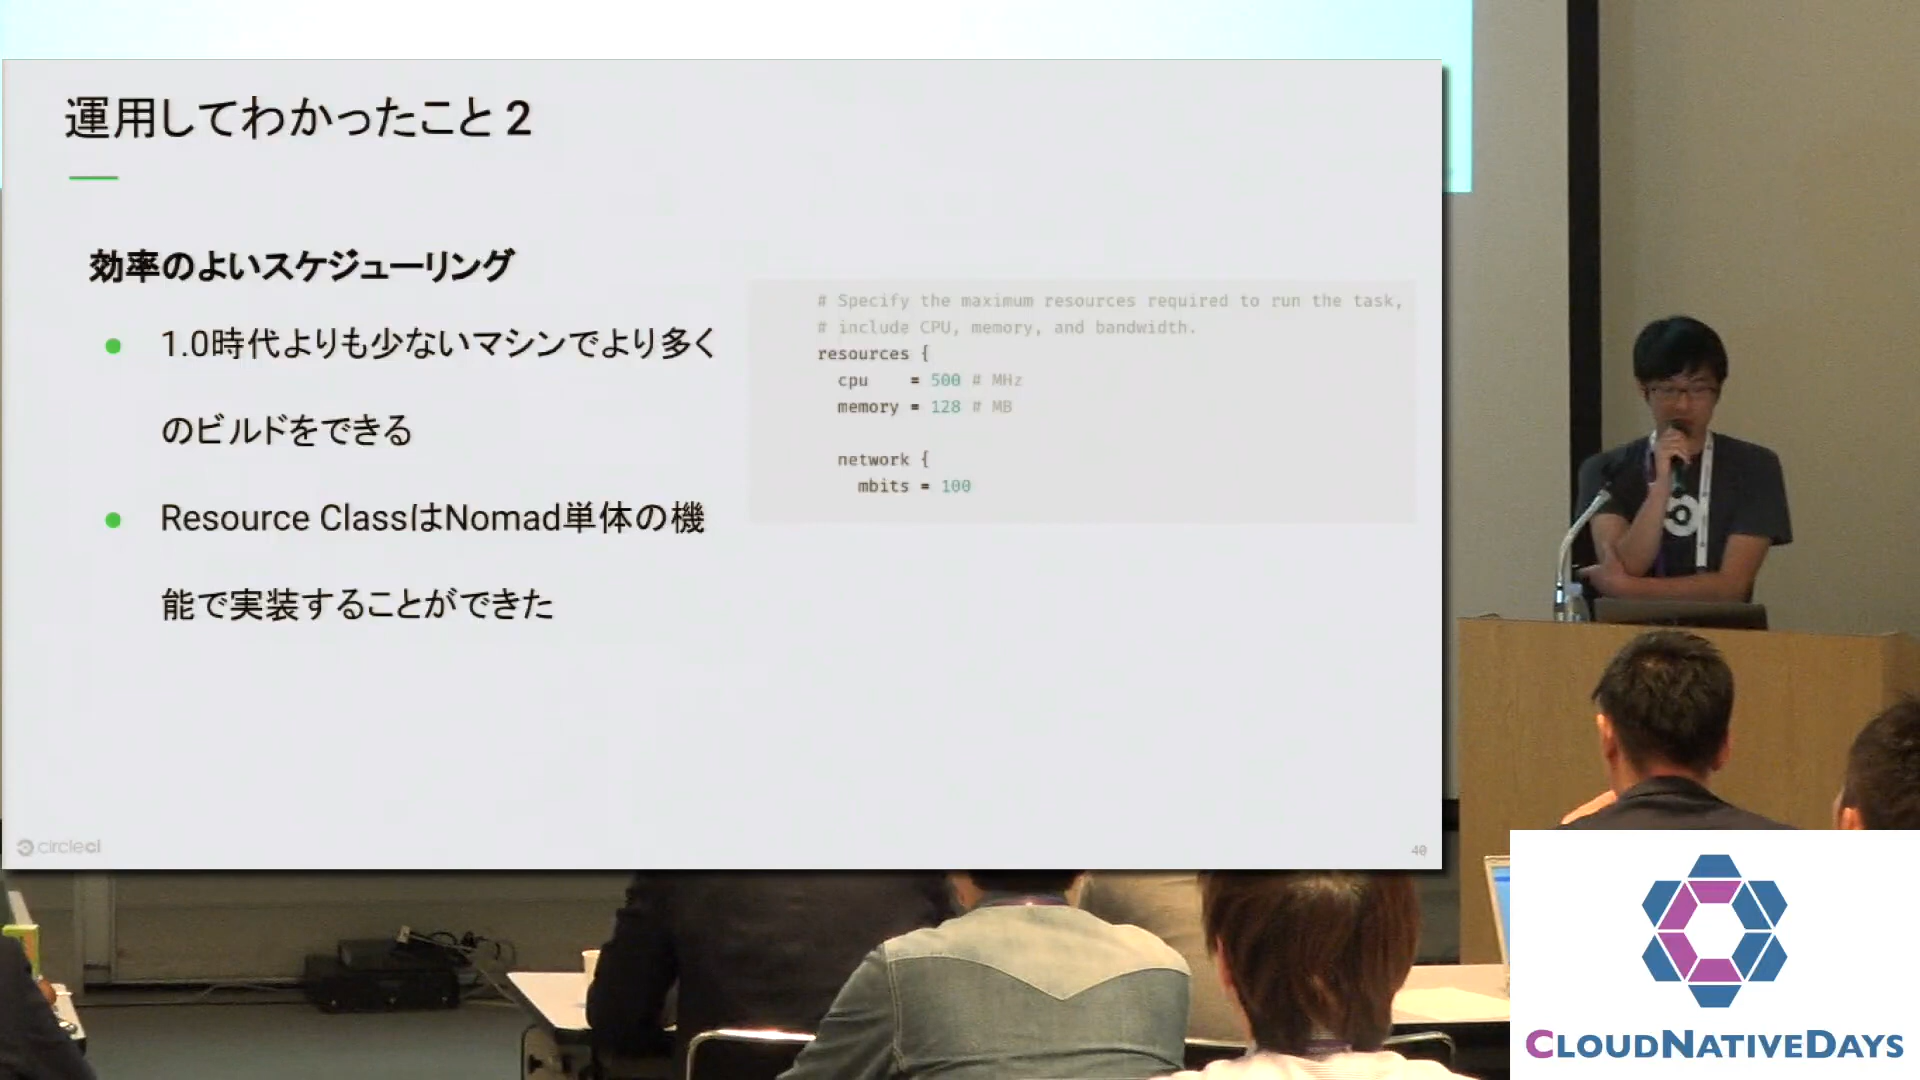 運用してわかったこと 2
効率のよいスケジューリング
1.0時代よりも少ないマシンでより多く
のビルドをできる
Resource ClassはNomad単体の機
能で実装することができた
# Specify the maximum resources required to run the task,
# include CPU, memory, and bandwidth.
resources {
cpu = 500 # MHz
memory = 128 # MB
network {
mbits = 100
circleci
40
CLOUDNATIVEDAYS